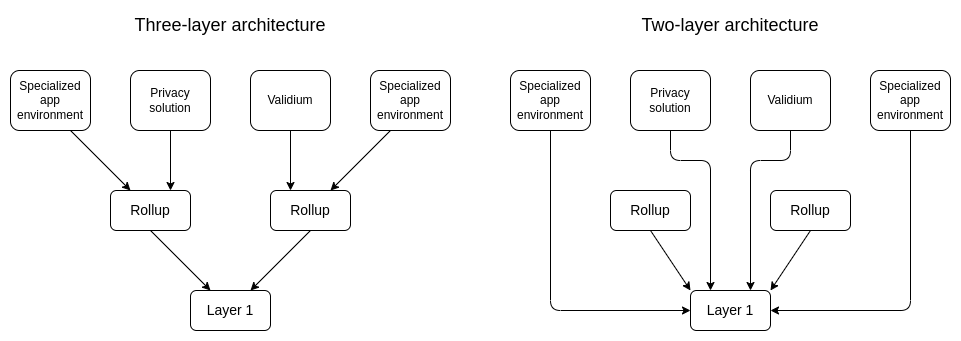 Three-layer architecture
Specialized
app
environment
Privacy
solution
Validium
Specialized
app
environment
Rollup
Rollup
Layer 1
Two-layer architecture
Specialized
app
environment
Privacy
solution
Validium
Specialized
app
environment
Rollup
Rollup
Layer 1